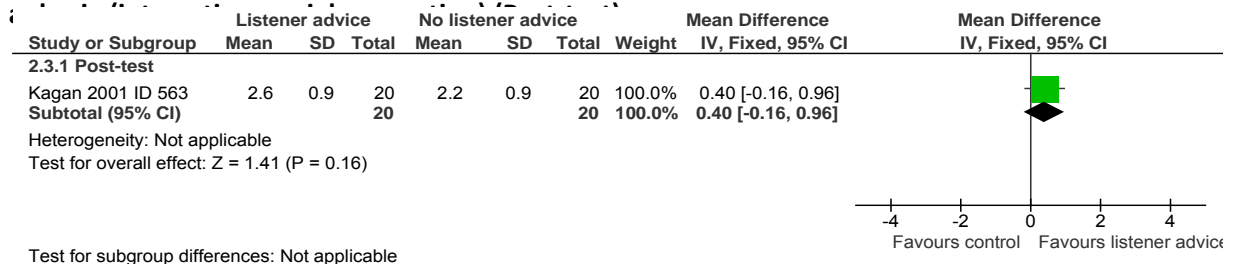 Listener advice No listener advice Mean Difference Mean Difference
Study or Subgroup Mean SD Total Mean SD Total Weight IV, Fixed, 95% CI IV, Fixed, 95% CI
2.3.1 Post-test
Kagan 2001 ID 563 2.6 0.9 20 2.2 0.9 20 100.0% 0.40 [-0.16, 0.96]
Subtotal (95% CI) 20 20 100.0% 0.40 [-0.16, 0.96]
Heterogeneity: Not applicable
Test for overall effect: Z = 1.41 (P = 0.16)
-4 -2 0 2 4
Favours control Favours listener advice
Test for subgroup differences: Not applicable